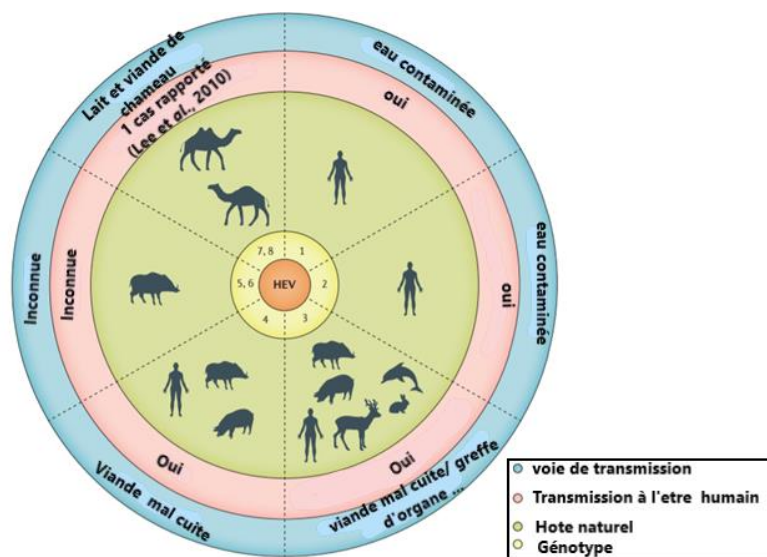 Lait et viande de
chameau
1 cas rapporté
(Lee et al., 2010)
eau contaminée
oui
eau contaminée
oui
Inconnue
Inconnue
7, 8
1
5, 6
HEV
2
4
3
Oui
Viande mal cuite
Oui
viande mal cuite/ greffe
d'organe ...
voie de transmission
Transmission à l'etre humain
Hote naturel
Génotype